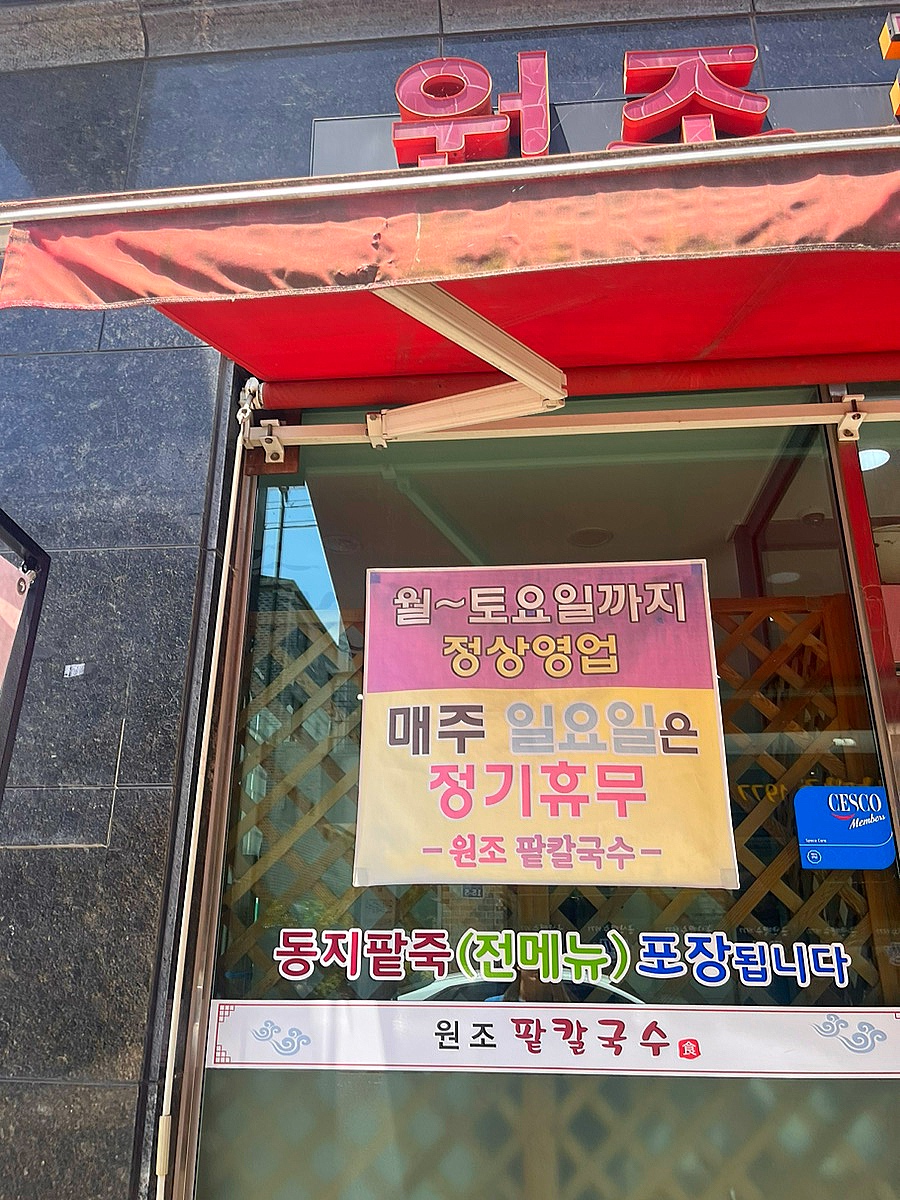 원조
월~토요일까지
정상영업
매주 일요일은
정기휴무
-원조 팥칼국수-
1977
CESCO
Members
동지팥죽(전메뉴) 포장됩니다
원조 팥칼국수 食